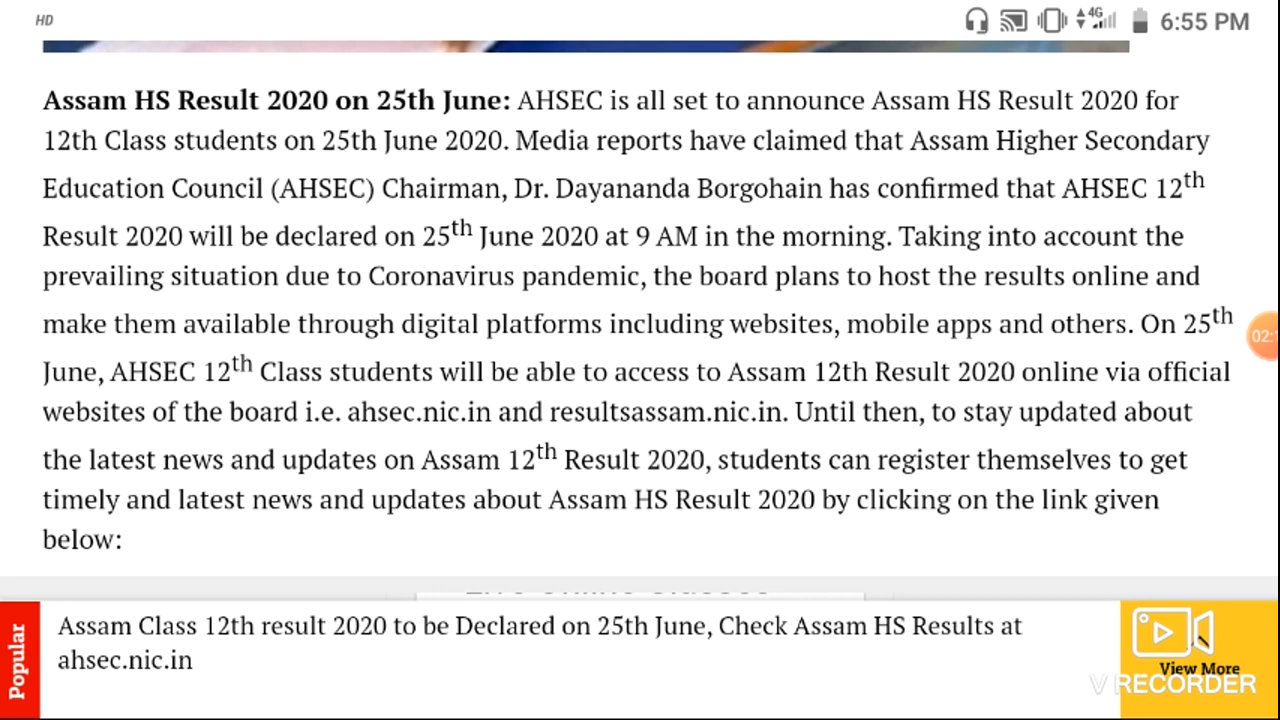 HD
4G
6:55 PM
Assam HS Result 2020 on 25th June: AHSEC is all set to announce Assam HS Result 2020 for
12th Class students on 25th June 2020. Media reports have claimed that Assam Higher Secondary
Education Council (AHSEC) Chairman, Dr. Dayananda Borgohain has confirmed that AHSEC 12th
Result 2020 will be declared on 25th June 2020 at 9 AM in the morning. Taking into account the
prevailing situation due to Coronavirus pandemic, the board plans to host the results online and
make them available through digital platforms including websites, mobile apps and others. On 25th
June, AHSEC 12th Class students will be able to access to Assam 12th Result 2020 online via official
websites of the board i.e. ahsec.nic.in and resultsassam.nic.in. Until then, to stay updated about
the latest news and updates on Assam 12th Result 2020, students can register themselves to get
timely and latest news and updates about Assam HS Result 2020 by clicking on the link given
below:
Popular
Assam Class 12th result 2020 to be Declared on 25th June, Check Assam HS Results at
ahsec.nic.in
View More
V RECORDER